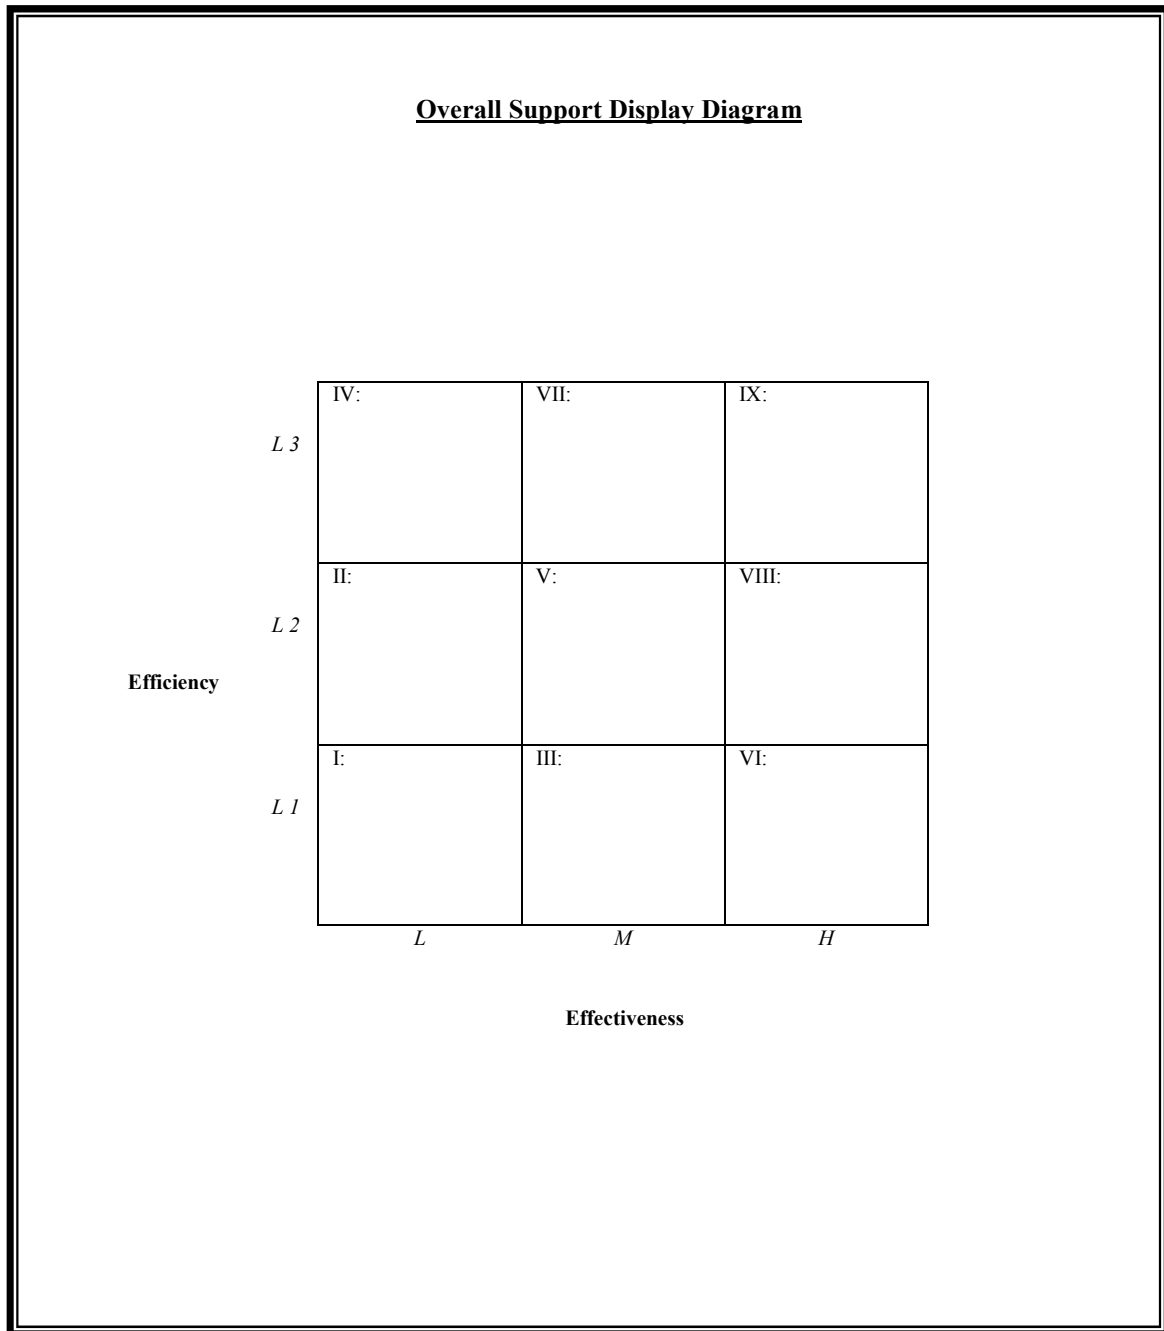 Overall Support Display Diagram
IV: VII: IX:
L 3
II: V: VIII:
L 2
Efficiency
I: III: VI:
L 1
L M H
Effectiveness